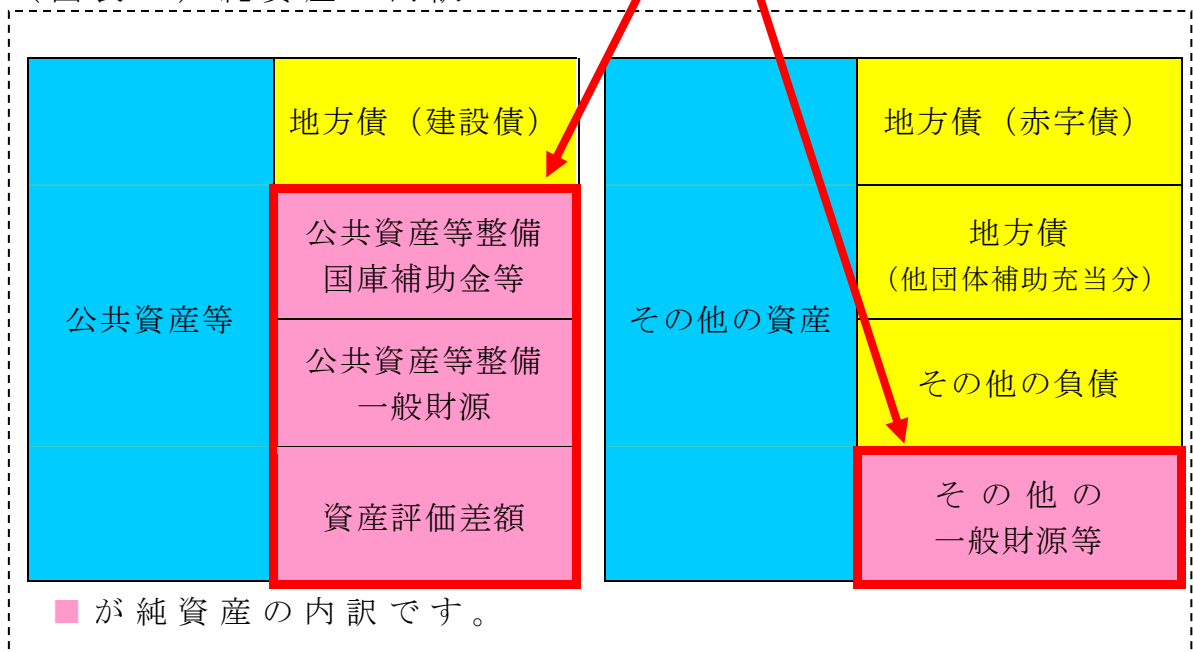 地方債（建設債）
公共資産等整備
国庫補助金等
公共資産等
公共資産等整備
一般財源
資産評価差額
地方債（赤字債）
地方債
（他団体補助充当分）
その他の資産
その他の負債
その他の
一般財源等
■が純資産の内訳です。